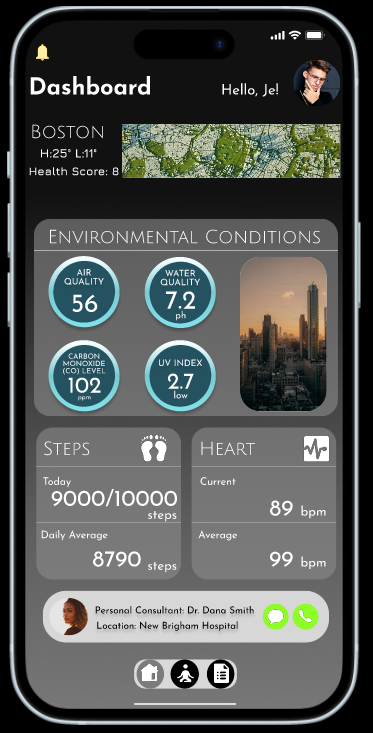 Dashboard
Hello, Je!
BOSTON
H:25° L:11°
Health Score: 8
ENVIRONMENTAL CONDITIONS
AIR
QUALITY
56
WATER
QUALITY
7.2
ph
CARBON
MONOXIDE
(CO) LEVEL
102
ppm
UV INDEX
2.7
low
STEPS
Today
9000/10000
steps
Daily Average
8790 steps
HEART
Current
89 bpm
Average
99 bpm
Personal Consultant: Dr. Dana Smith
Location: New Brigham Hospital